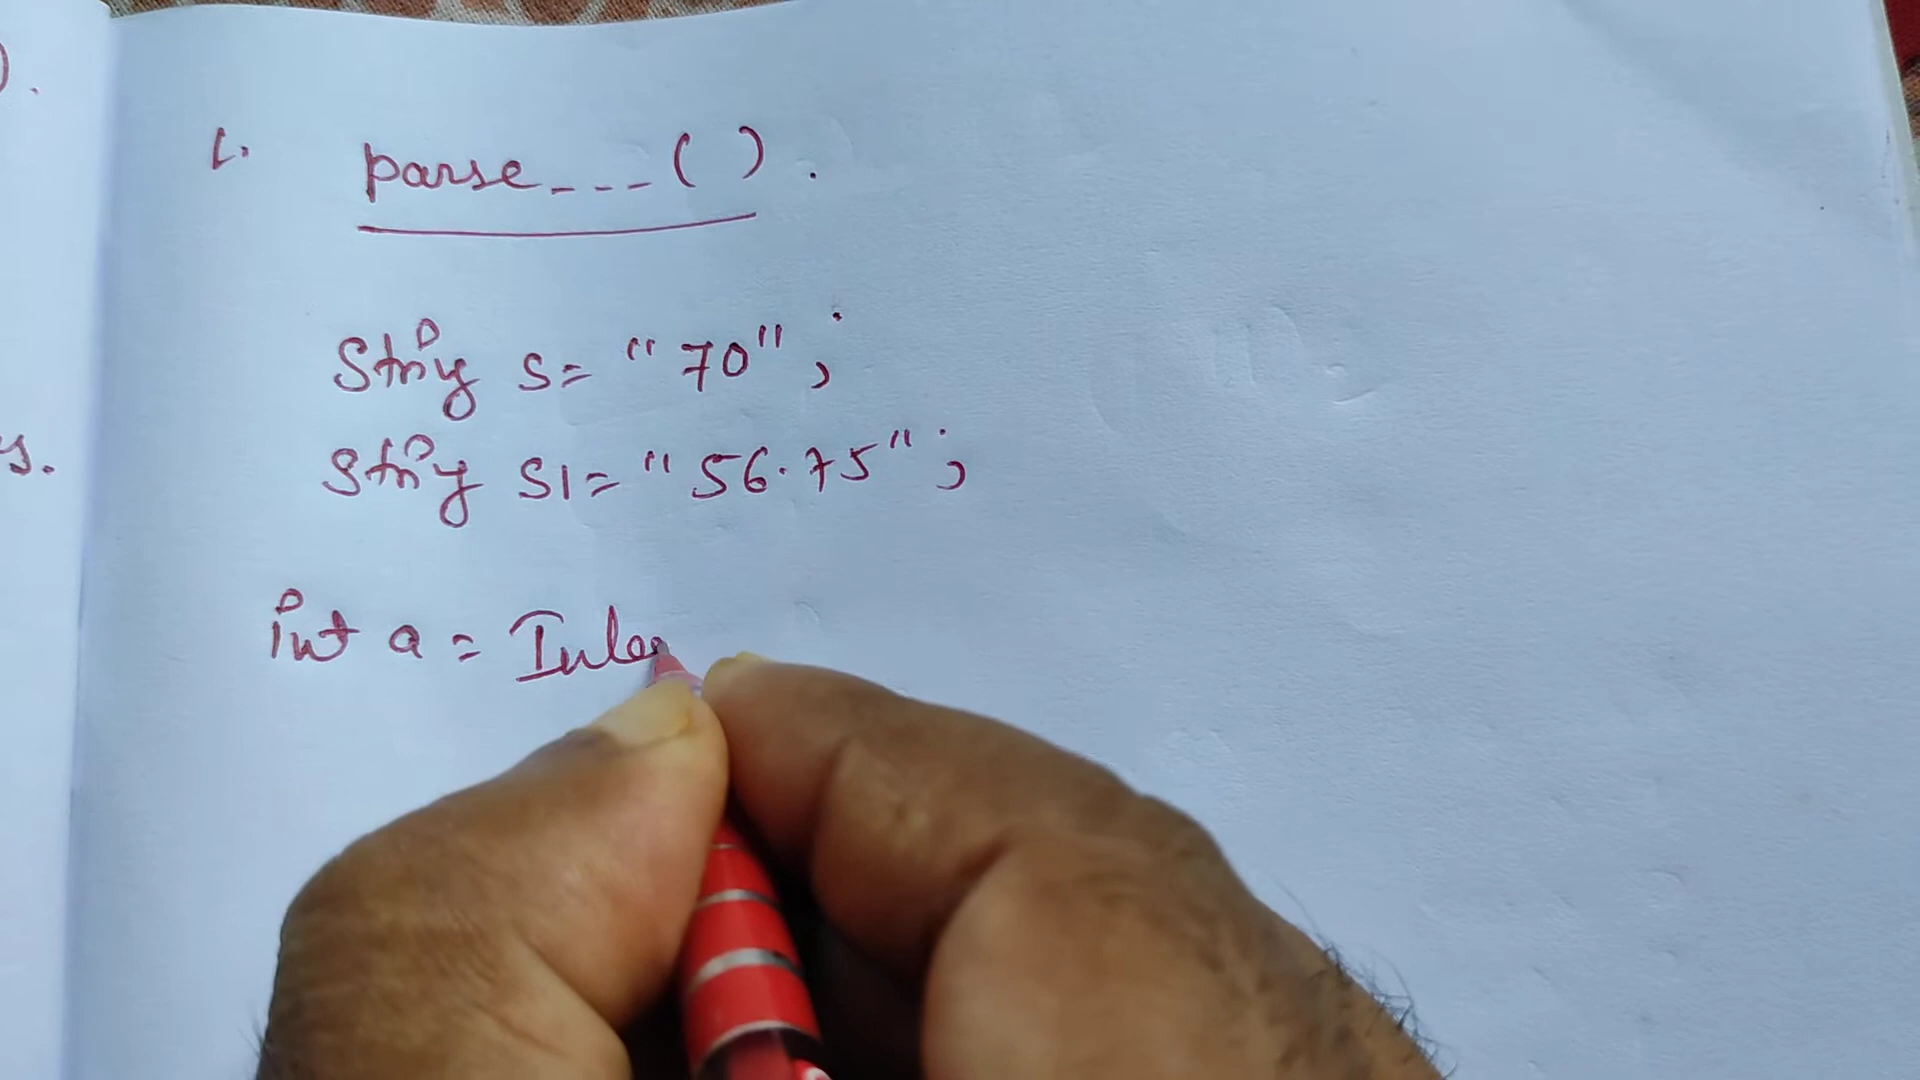 ).
1. parse---( ).
String s= "70";
s.
String S1= "56.75";
int a = Inte